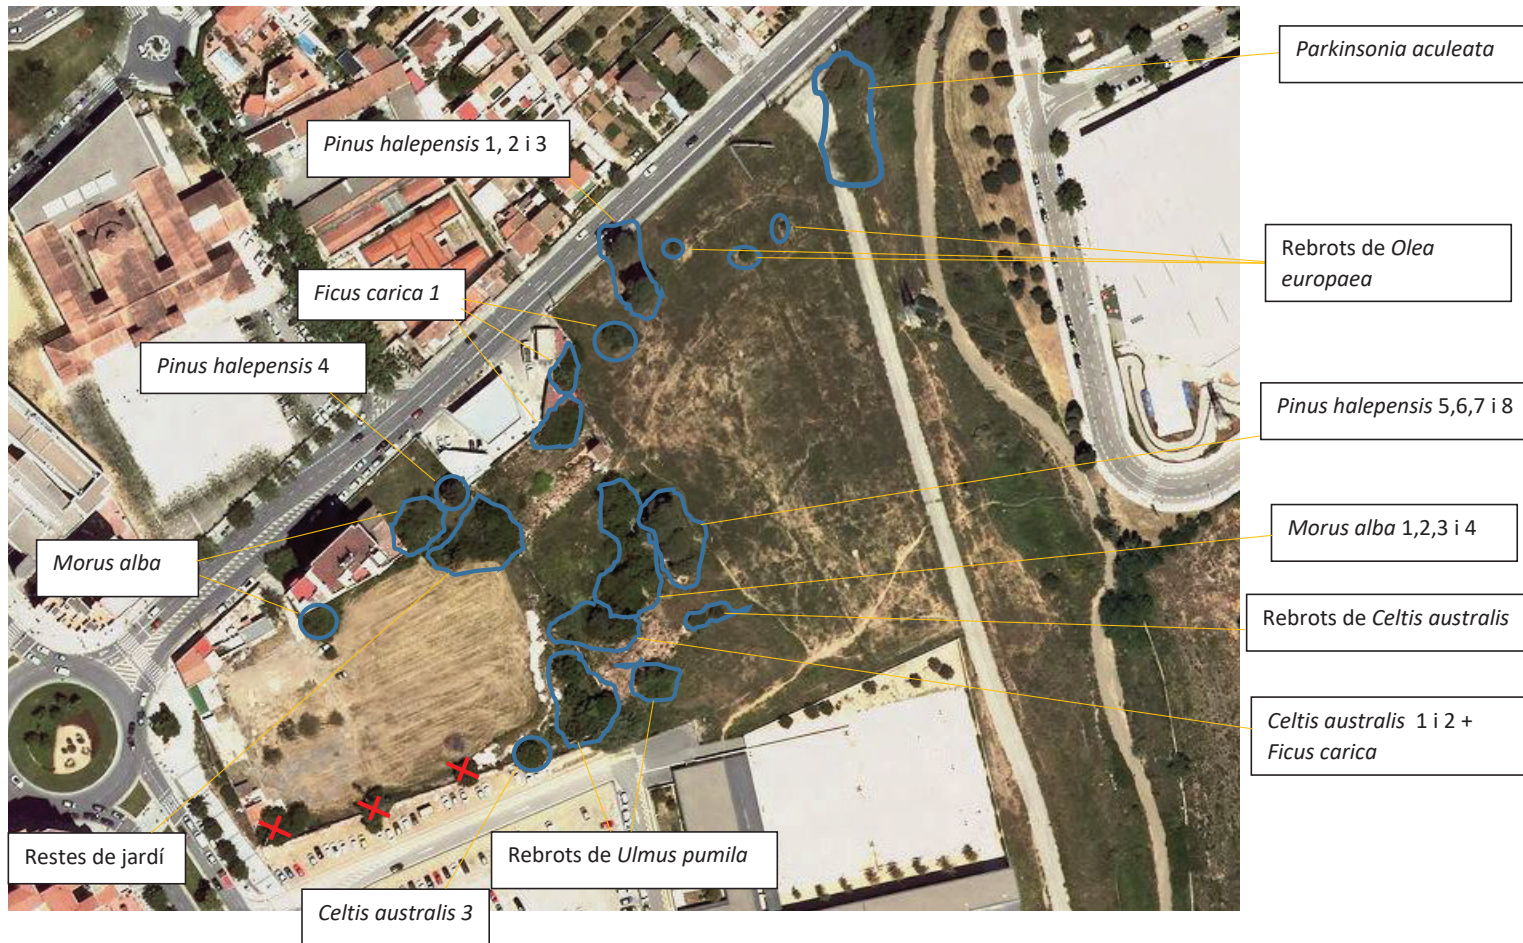 Parkinsonia aculeata
Pinus halepensis 1, 2 i 3
Rebrots de Olea
europaea
Ficus carica 1
Pinus halepensis 4
Pinus halepensis 5,6,7 i 8
Morus alba 1,2,3 i 4
Morus alba
Rebrots de Celtis australis
Celtis australis 1 i 2 +
Ficus carica
Restes de jardí
Rebrots de Ulmus pumila
Celtis australis 3